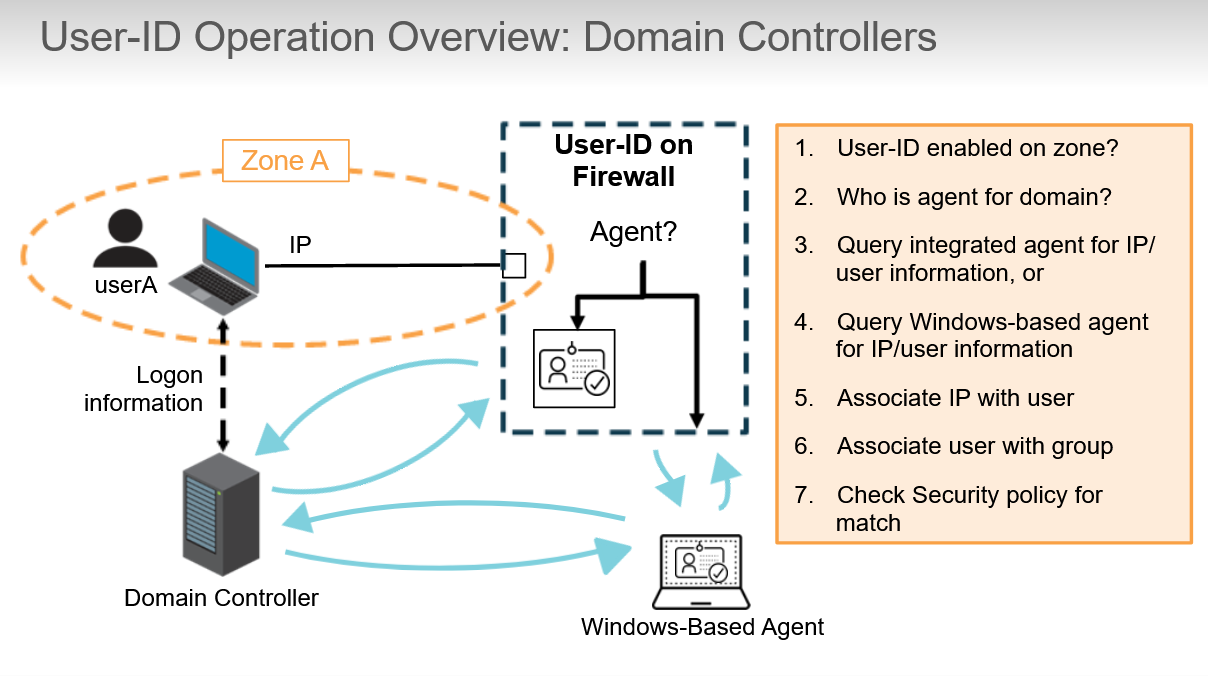 User-ID Operation Overview: Domain Controllers
Zone A
userA
IP
Logon
information
Domain Controller
User-ID on
Firewall
Agent?
Windows-Based Agent
1. User-ID enabled on zone?
2. Who is agent for domain?
3. Query integrated agent for IP/
user information, or
4. Query Windows-based agent
for IP/user information
5. Associate IP with user
6. Associate user with group
7. Check Security policy for
match